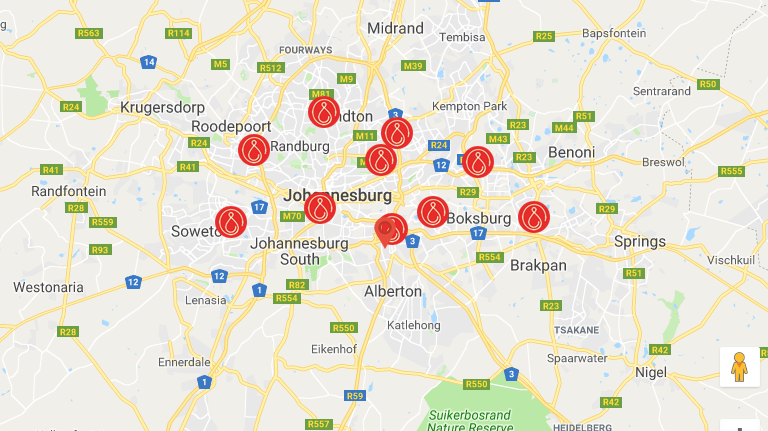 Midrand
R563
R114
Tembisa
R25
Bapsfontein
FOURWAYS
14
M5
R512
M39
M9
R50
M81
Sentrarand
R24
Krugersdorp
Kempton Park
ndton
3
R51
Roodepoort
R23
M44
M11
R24
Randburg
R24
M43
Benoni
R23
R41
R41
12
Breswol
R555
Randfontein
Johannesburg
R29
R28
17
R29
R559
M70
Boksburg
Soweto
17
Johannesburg
South
3
Springs
R93
R554
Vischkuil
Brakpan
R51
12
12
Westonaria
1
R82
Alberton
Lenasia
R554
R23
R28
R550
Katlehong
TSAKANE
Eikenhof
R42
Ennerdale
Spaarwater
Nigel
1
3
R550
R59
R42
Suikerbosrand
Nature Reserve
R557
HEIDELBERG